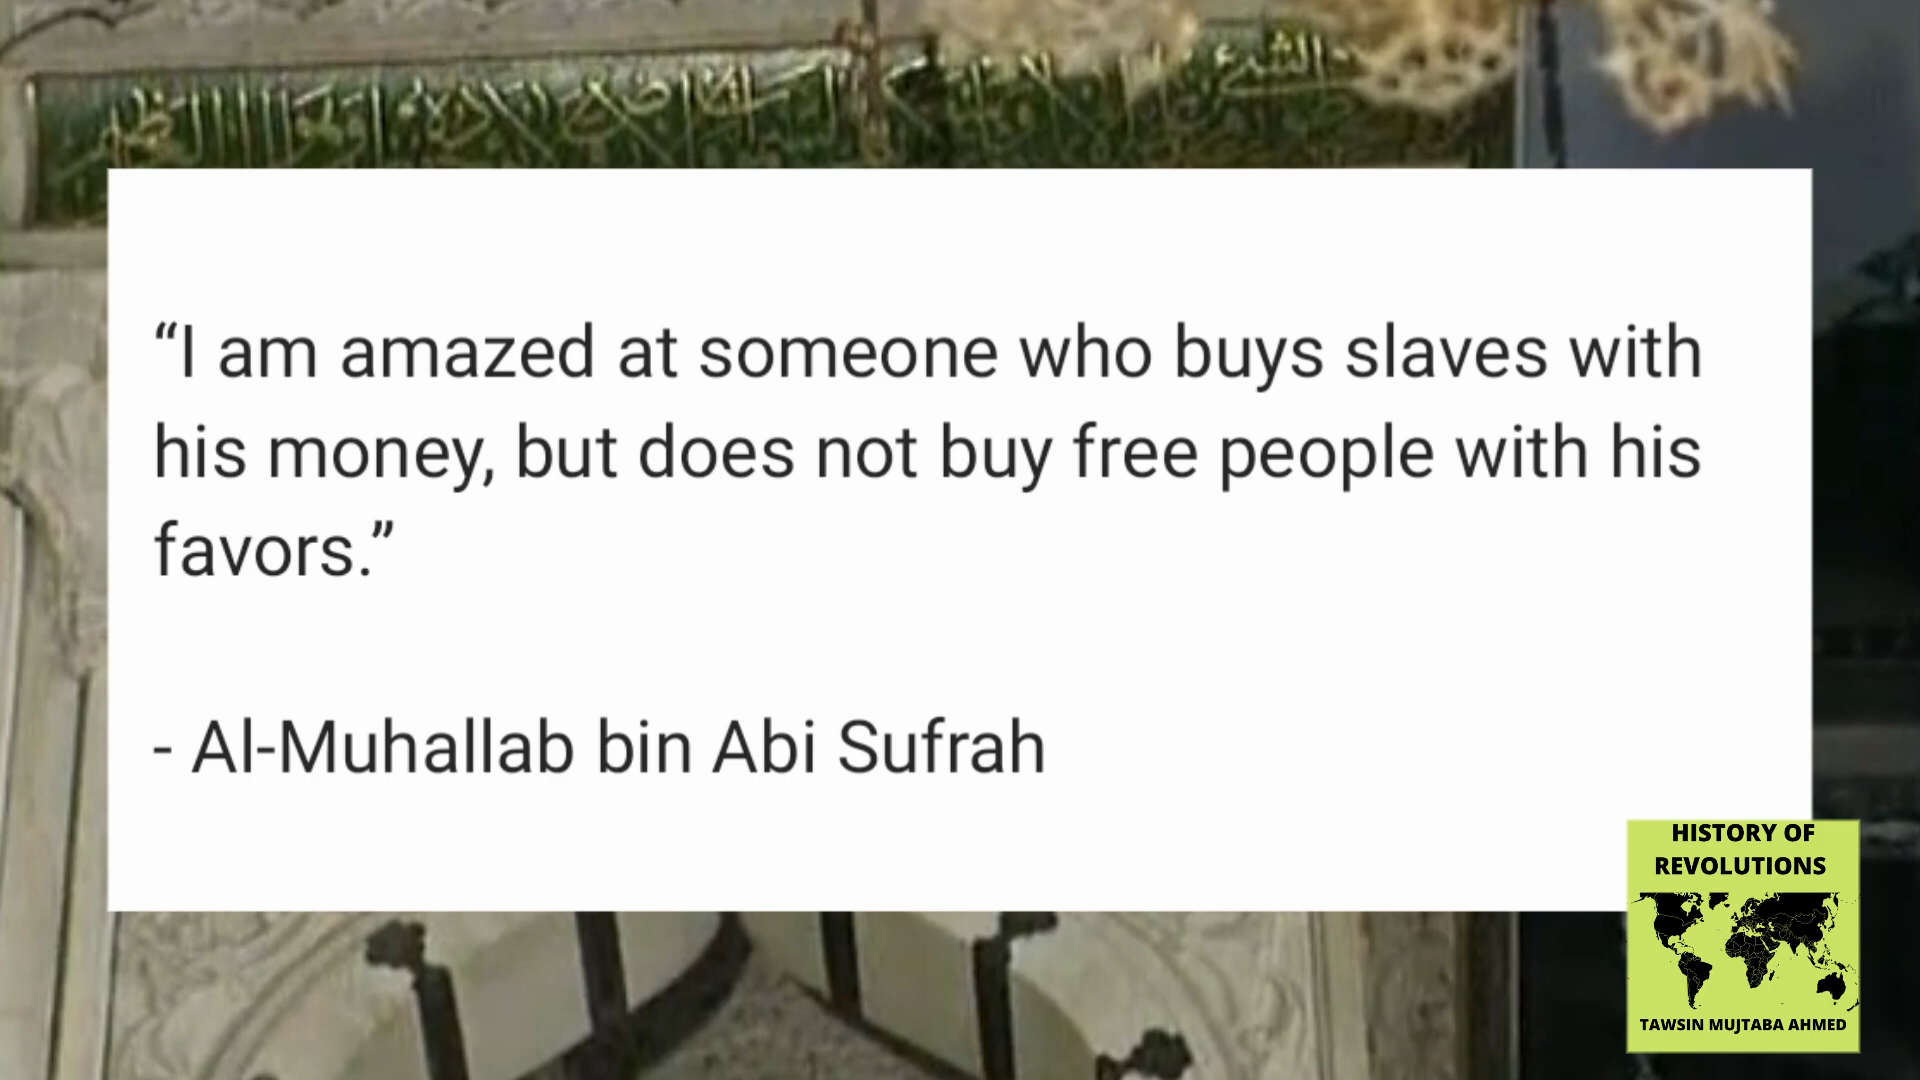 الشيخ
“I am amazed at someone who buys slaves with
his money, but does not buy free people with his
favors.”
- Al-Muhallab bin Abi Sufrah
HISTORY OF
REVOLUTIONS
TAWSIN MUJTABA AHMED